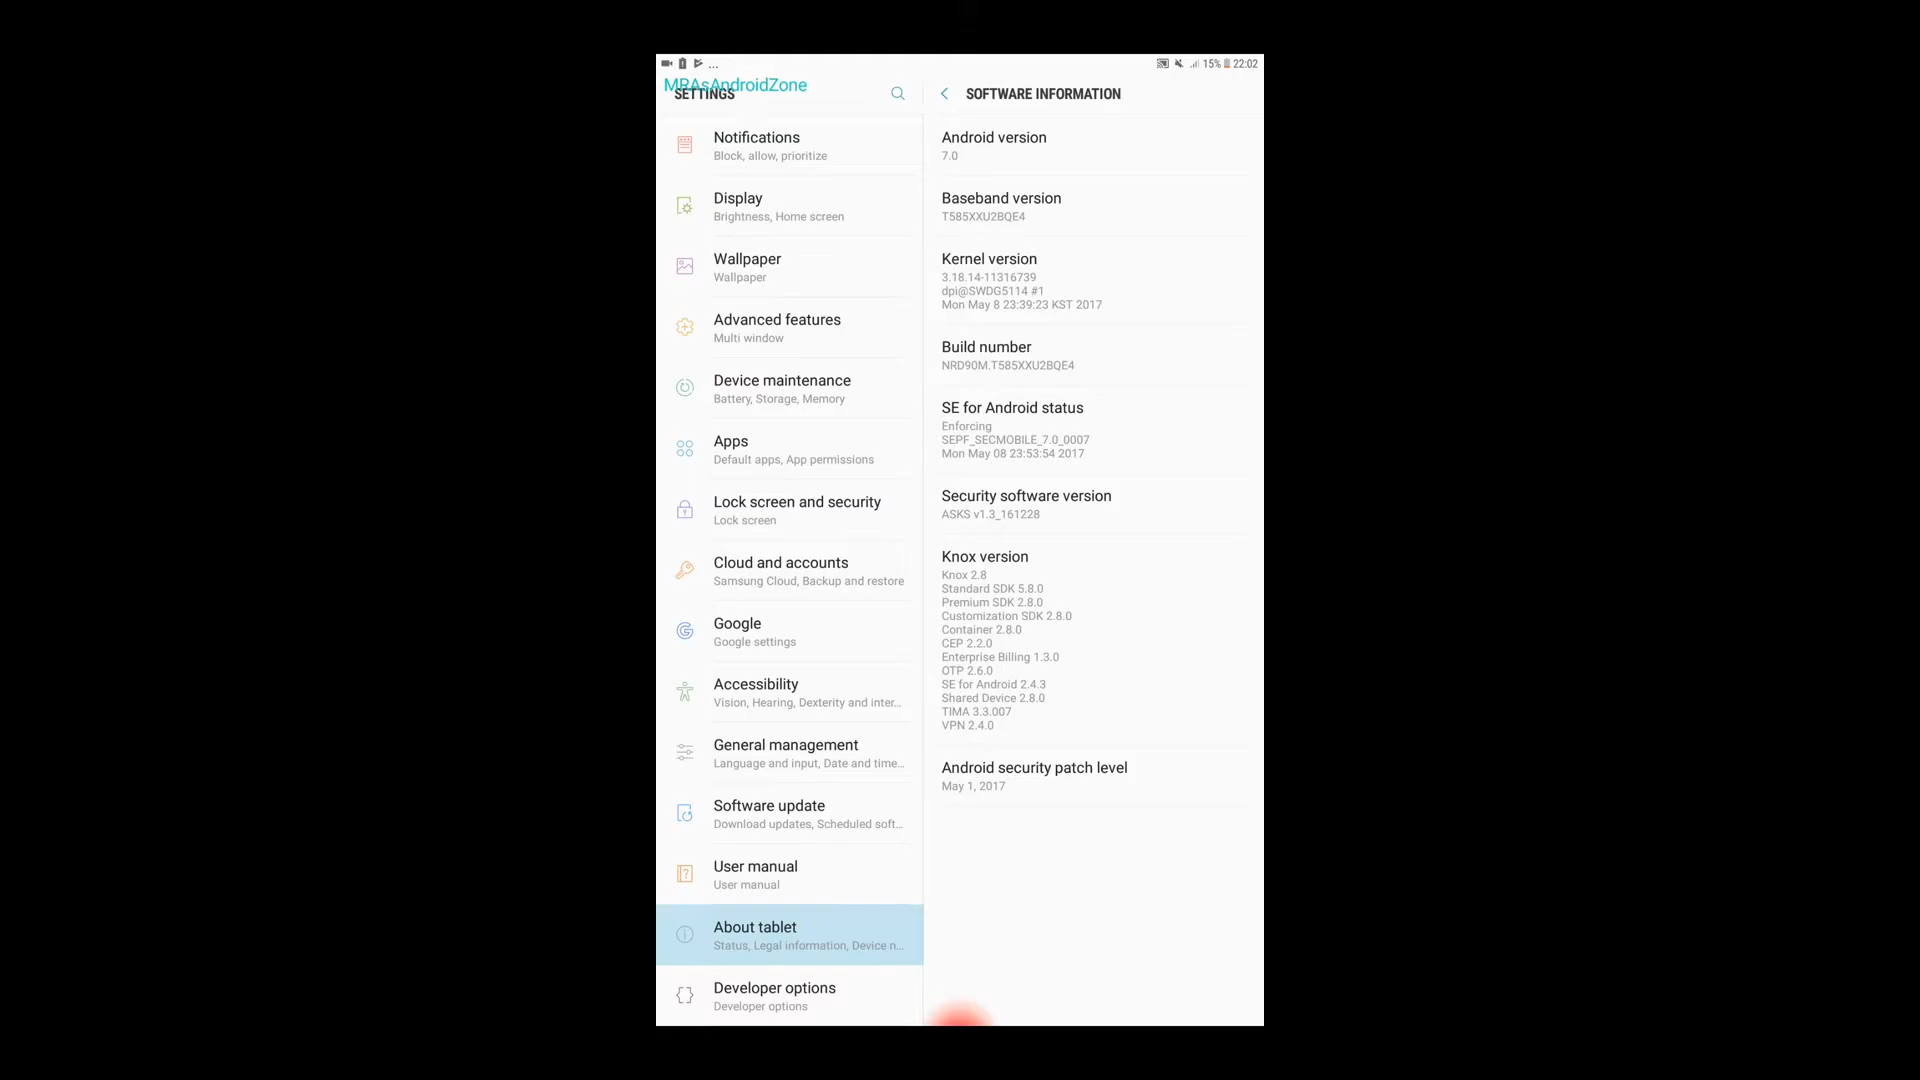 ...
15% 22:02
MRAsAndroidZone
SETTINGS
Notifications
Block, allow, prioritize
Display
Brightness, Home screen
Wallpaper
Wallpaper
Advanced features
Multi window
Device maintenance
Battery, Storage, Memory
Apps
Default apps, App permissions
Lock screen and security
Lock screen
Cloud and accounts
Samsung Cloud, Backup and restore
Google
Google settings
Accessibility
Vision, Hearing, Dexterity and inter...
General management
Language and input, Date and time...
Software update
Download updates, Scheduled soft...
User manual
User manual
About tablet
Status, Legal information, Device n...
Developer options
Developer options
SOFTWARE INFORMATION
Android version
7.0
Baseband version
T585XXU2BQE4
Kernel version
3.18.14-11316739
dpi@SWDG5114 #1
Mon May 8 23:39:23 KST 2017
Build number
NRD90M.T585XXU2BQE4
SE for Android status
Enforcing
SEPF_SECMOBILE_7.0_0007
Mon May 08 23:53:54 2017
Security software version
ASKS v1.3_161228
Knox version
Knox 2.8
Standard SDK 5.8.0
Premium SDK 2.8.0
Customization SDK 2.8.0
Container 2.8.0
CEP 2.2.0
Enterprise Billing 1.3.0
OTP 2.6.0
SE for Android 2.4.3
Shared Device 2.8.0
TIMA 3.3.007
VPN 2.4.0
Android security patch level
May 1, 2017